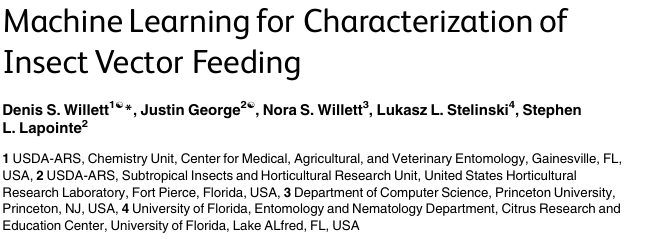 Machine Learning for Characterization of
Insect Vector Feeding
Denis S. Willett1☯*, Justin George2☯, Nora S. Willett3, Lukasz L. Stelinski4, Stephen
L. Lapointe2
1 USDA-ARS, Chemistry Unit, Center for Medical, Agricultural, and Veterinary Entomology, Gainesville, FL,
USA, 2 USDA-ARS, Subtropical Insects and Horticultural Research Unit, United States Horticultural
Research Laboratory, Fort Pierce, Florida, USA, 3 Department of Computer Science, Princeton University,
Princeton, NJ, USA, 4 University of Florida, Entomology and Nematology Department, Citrus Research and
Education Center, University of Florida, Lake ALfred, FL, USA